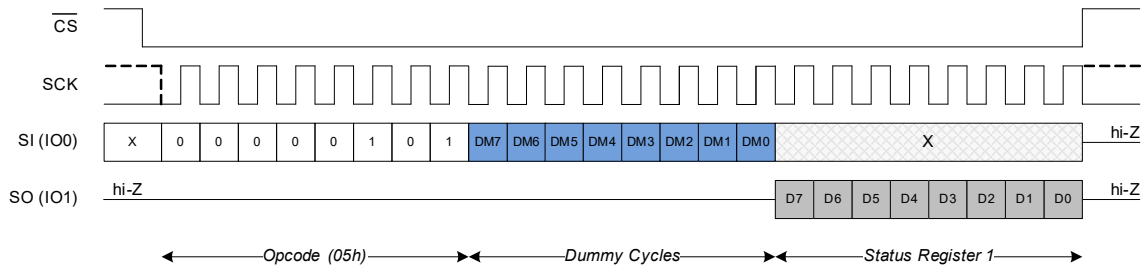 CS
SCK
SI (IO0) X 0 0 0 0 0 1 0 1 DM7 DM6 DM5 DM4 DM3 DM2 DM1 DM0 X hi-Z
SO (IO1) hi-Z D7 D6 D5 D4 D3 D2 D1 D0 hi-Z
Opcode (05h) Dummy Cycles Status Register 1